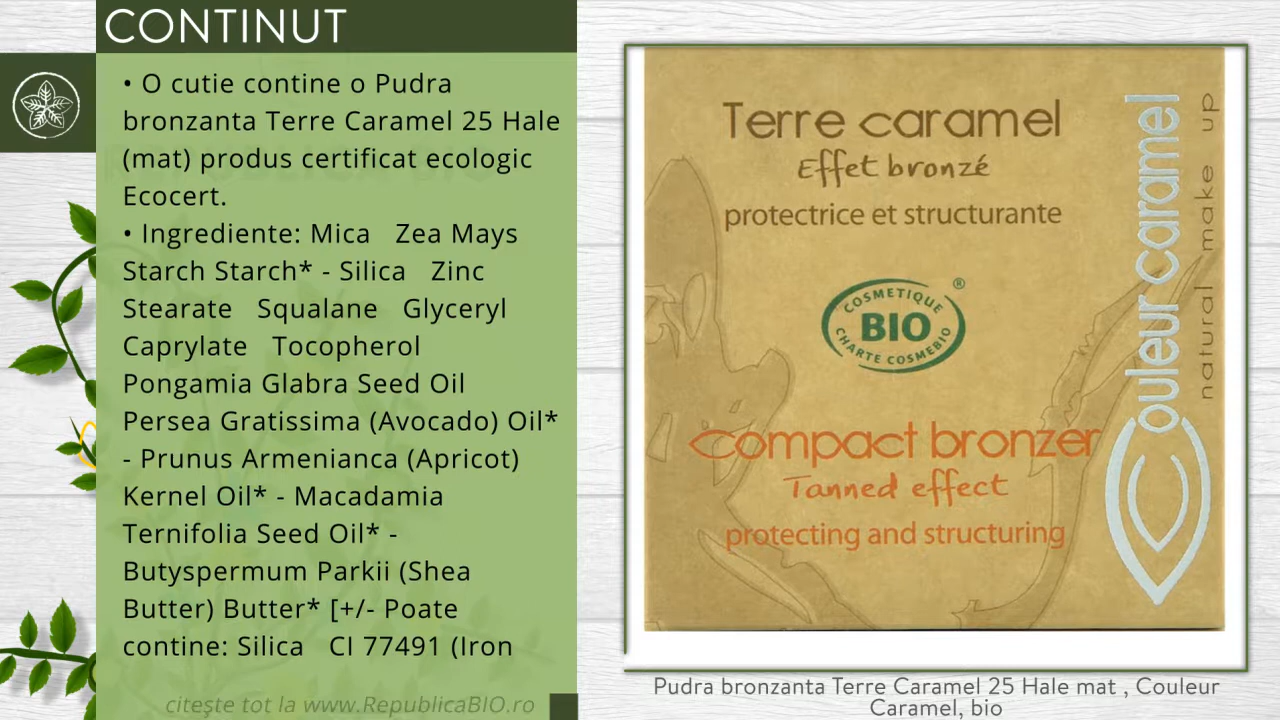 CONTINUT
• O cutie contine o Pudra
bronzanta Terre Caramel 25 Hale
(mat) produs certificat ecologic
Ecocert.
• Ingrediente: Mica   Zea Mays
Starch Starch* - Silica   Zinc
Stearate   Squalane   Glyceryl
Caprylate   Tocopherol
Pongamia Glabra Seed Oil
Persea Gratissima (Avocado) Oil*
- Prunus Armenianca (Apricot)
Kernel Oil* - Macadamia
Ternifolia Seed Oil* -
Butyspermum Parkii (Shea
Butter) Butter* [+/- Poate
contine: Silica   CI 77491 (Iron
citește tot la www.RepublicaBIO.ro
Terre caramel
Effet bronzé
protectrice et structurante
COSMETIQUE ®
BIO
CHARTE COSMEBIO
compact bronzer
Tanned effect
protecting and structuring
couleur caramel
natural make up
Pudra bronzanta Terre Caramel 25 Hale mat , Couleur
Caramel, bio